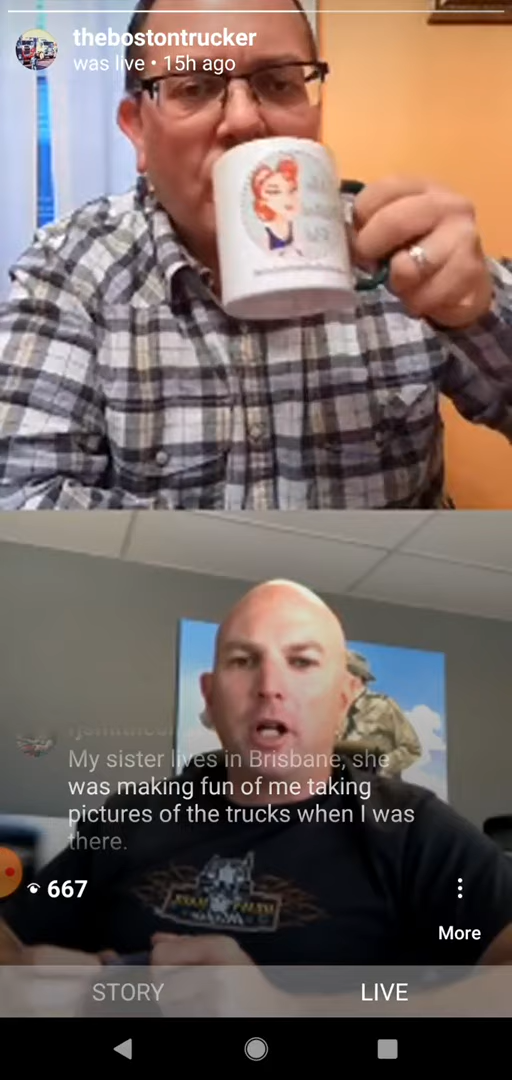 thebostontrucker
was live • 15h ago
My sister lives in Brisbane, she
was making fun of me taking
pictures of the trucks when I was
there.
667
More
STORY
LIVE